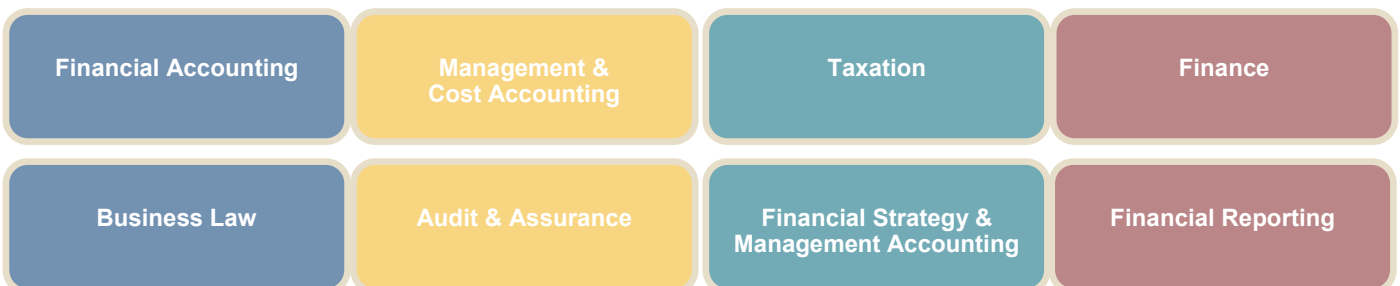 Financial Accounting
Management &
Cost Accounting
Taxation
Finance
Business Law
Audit & Assurance
Financial Strategy &
Management Accounting
Financial Reporting